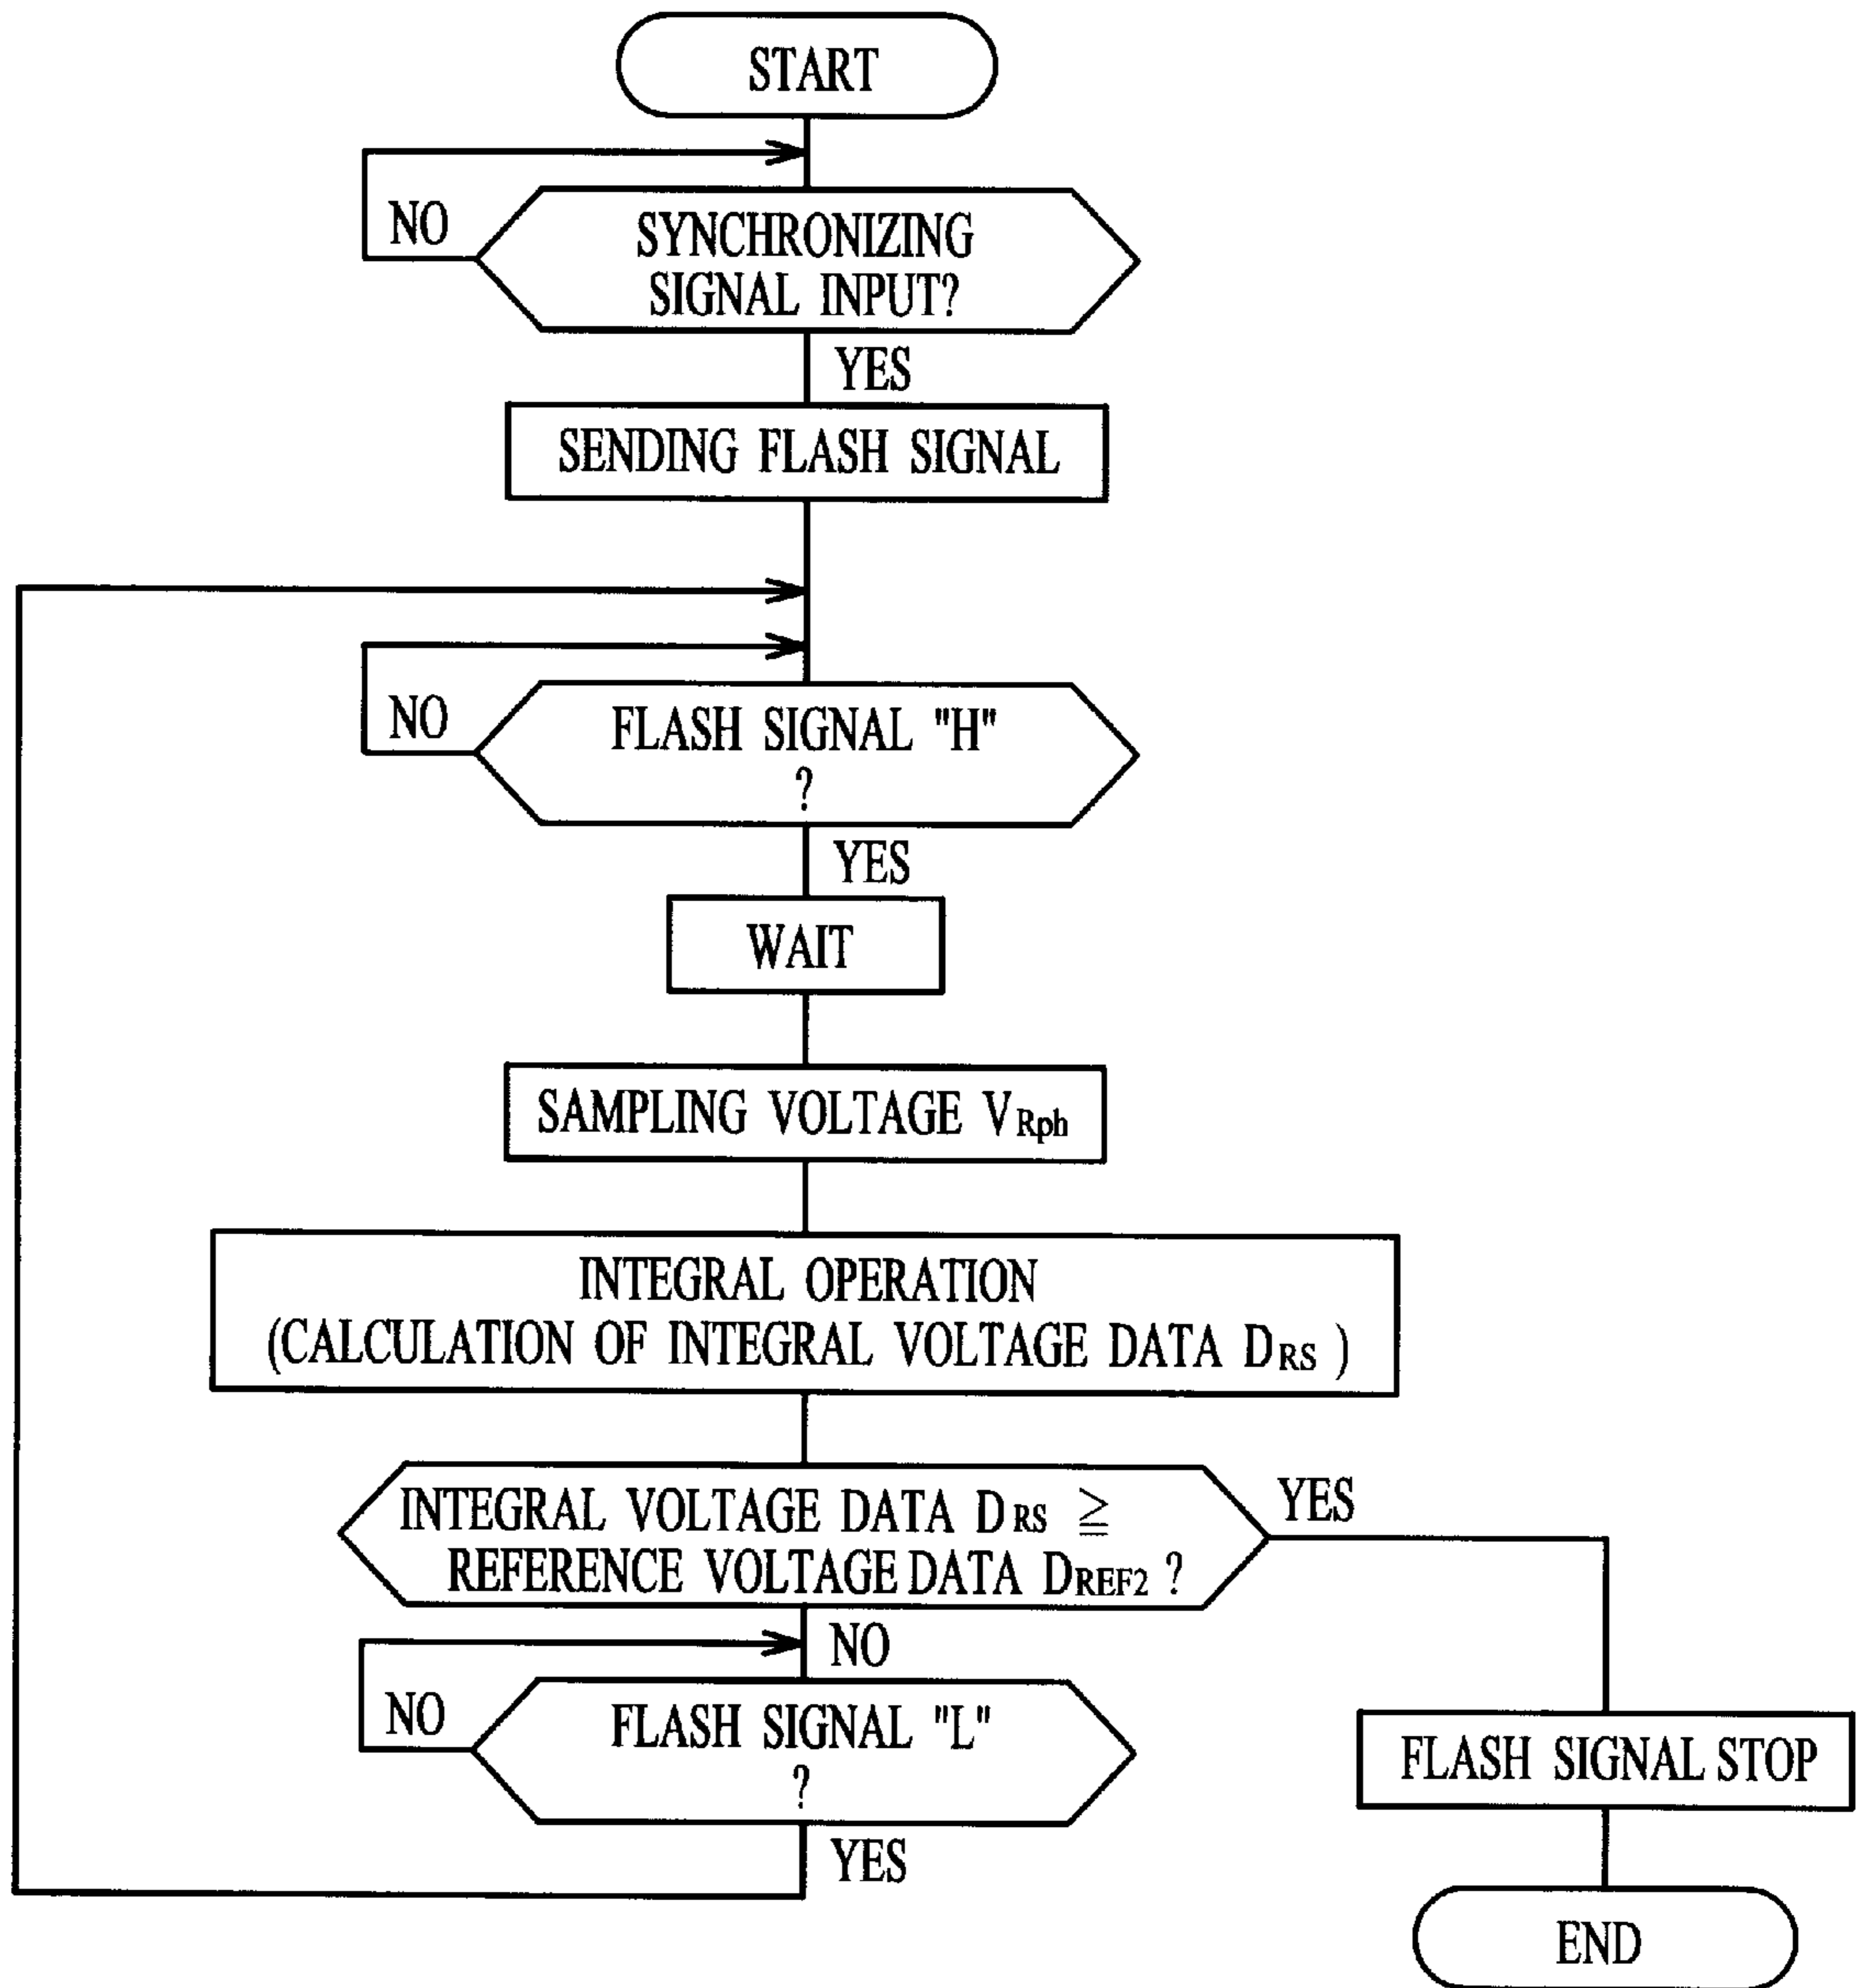 START
NO
SYNCHRONIZING
SIGNAL INPUT?
YES
SENDING FLASH SIGNAL
NO
FLASH SIGNAL "H"
?
YES
WAIT
SAMPLING VOLTAGE VRph
INTEGRAL OPERATION
(CALCULATION OF INTEGRAL VOLTAGE DATA DRS )
INTEGRAL VOLTAGE DATA DRS ≧
REFERENCE VOLTAGE DATA DREF2 ?
YES
NO
NO
FLASH SIGNAL "L"
?
YES
FLASH SIGNAL STOP
END